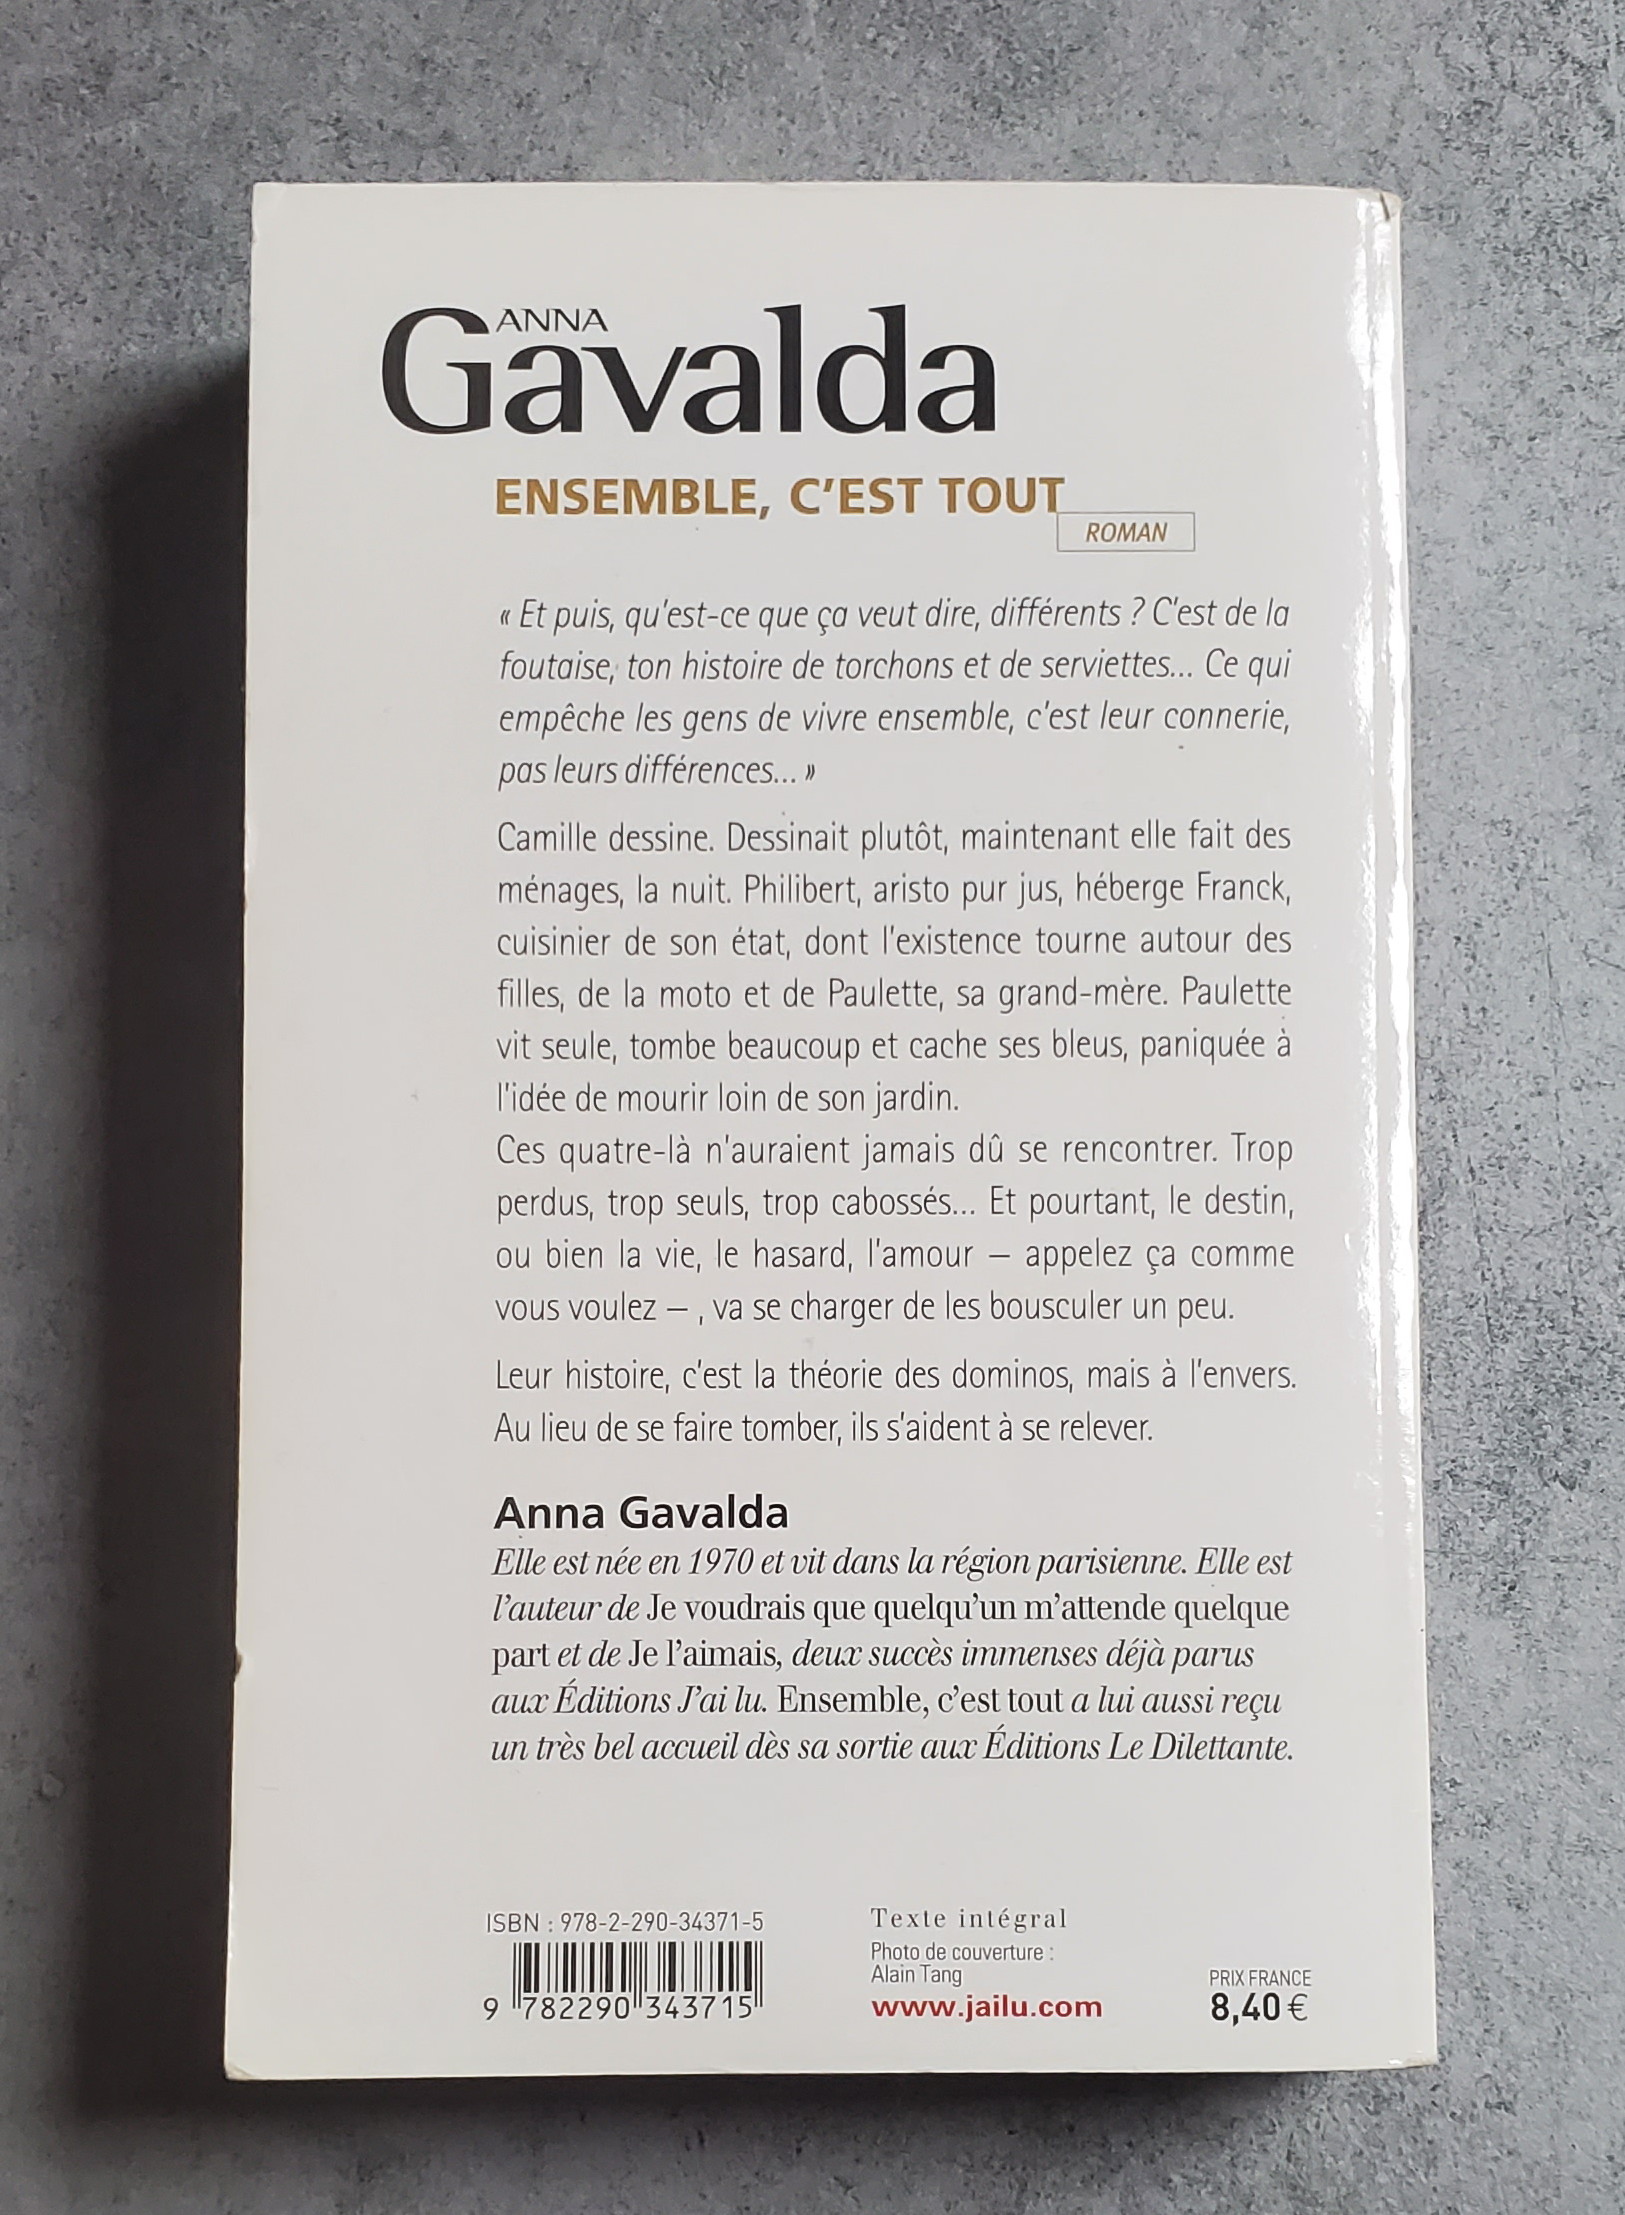 ANNA
Gavalda
ENSEMBLE, C'EST TOUT
ROMAN
« Et puis, qu'est-ce que ça veut dire, différents ? C'est de la
foutaise, ton histoire de torchons et de serviettes... Ce qui
empêche les gens de vivre ensemble, c'est leur connerie,
pas leurs différences... »
Camille dessine. Dessinait plutôt, maintenant elle fait des
ménages, la nuit. Philibert, aristo pur jus, héberge Franck,
cuisinier de son état, dont l'existence tourne autour des
filles, de la moto et de Paulette, sa grand-mère. Paulette
vit seule, tombe beaucoup et cache ses bleus, paniquée à
l'idée de mourir loin de son jardin.
Ces quatre-là n'auraient jamais dû se rencontrer. Trop
perdus, trop seuls, trop cabossés... Et pourtant, le destin,
ou bien la vie, le hasard, l'amour – appelez ça comme
vous voulez – , va se charger de les bousculer un peu.
Leur histoire, c'est la théorie des dominos, mais à l'envers.
Au lieu de se faire tomber, ils s'aident à se relever.
Anna Gavalda
Elle est née en 1970 et vit dans la région parisienne. Elle est
l'auteur de Je voudrais que quelqu'un m'attende quelque
part et de Je l'aimais, deux succès immenses déjà parus
aux Éditions J'ai lu. Ensemble, c'est tout a lui aussi reçu
un très bel accueil dès sa sortie aux Éditions Le Dilettante.
ISBN : 978-2-290-34371-5
9 782290 343715
Texte intégral
Photo de couverture :
Alain Tang
www.jailu.com
PRIX FRANCE
8,40 €